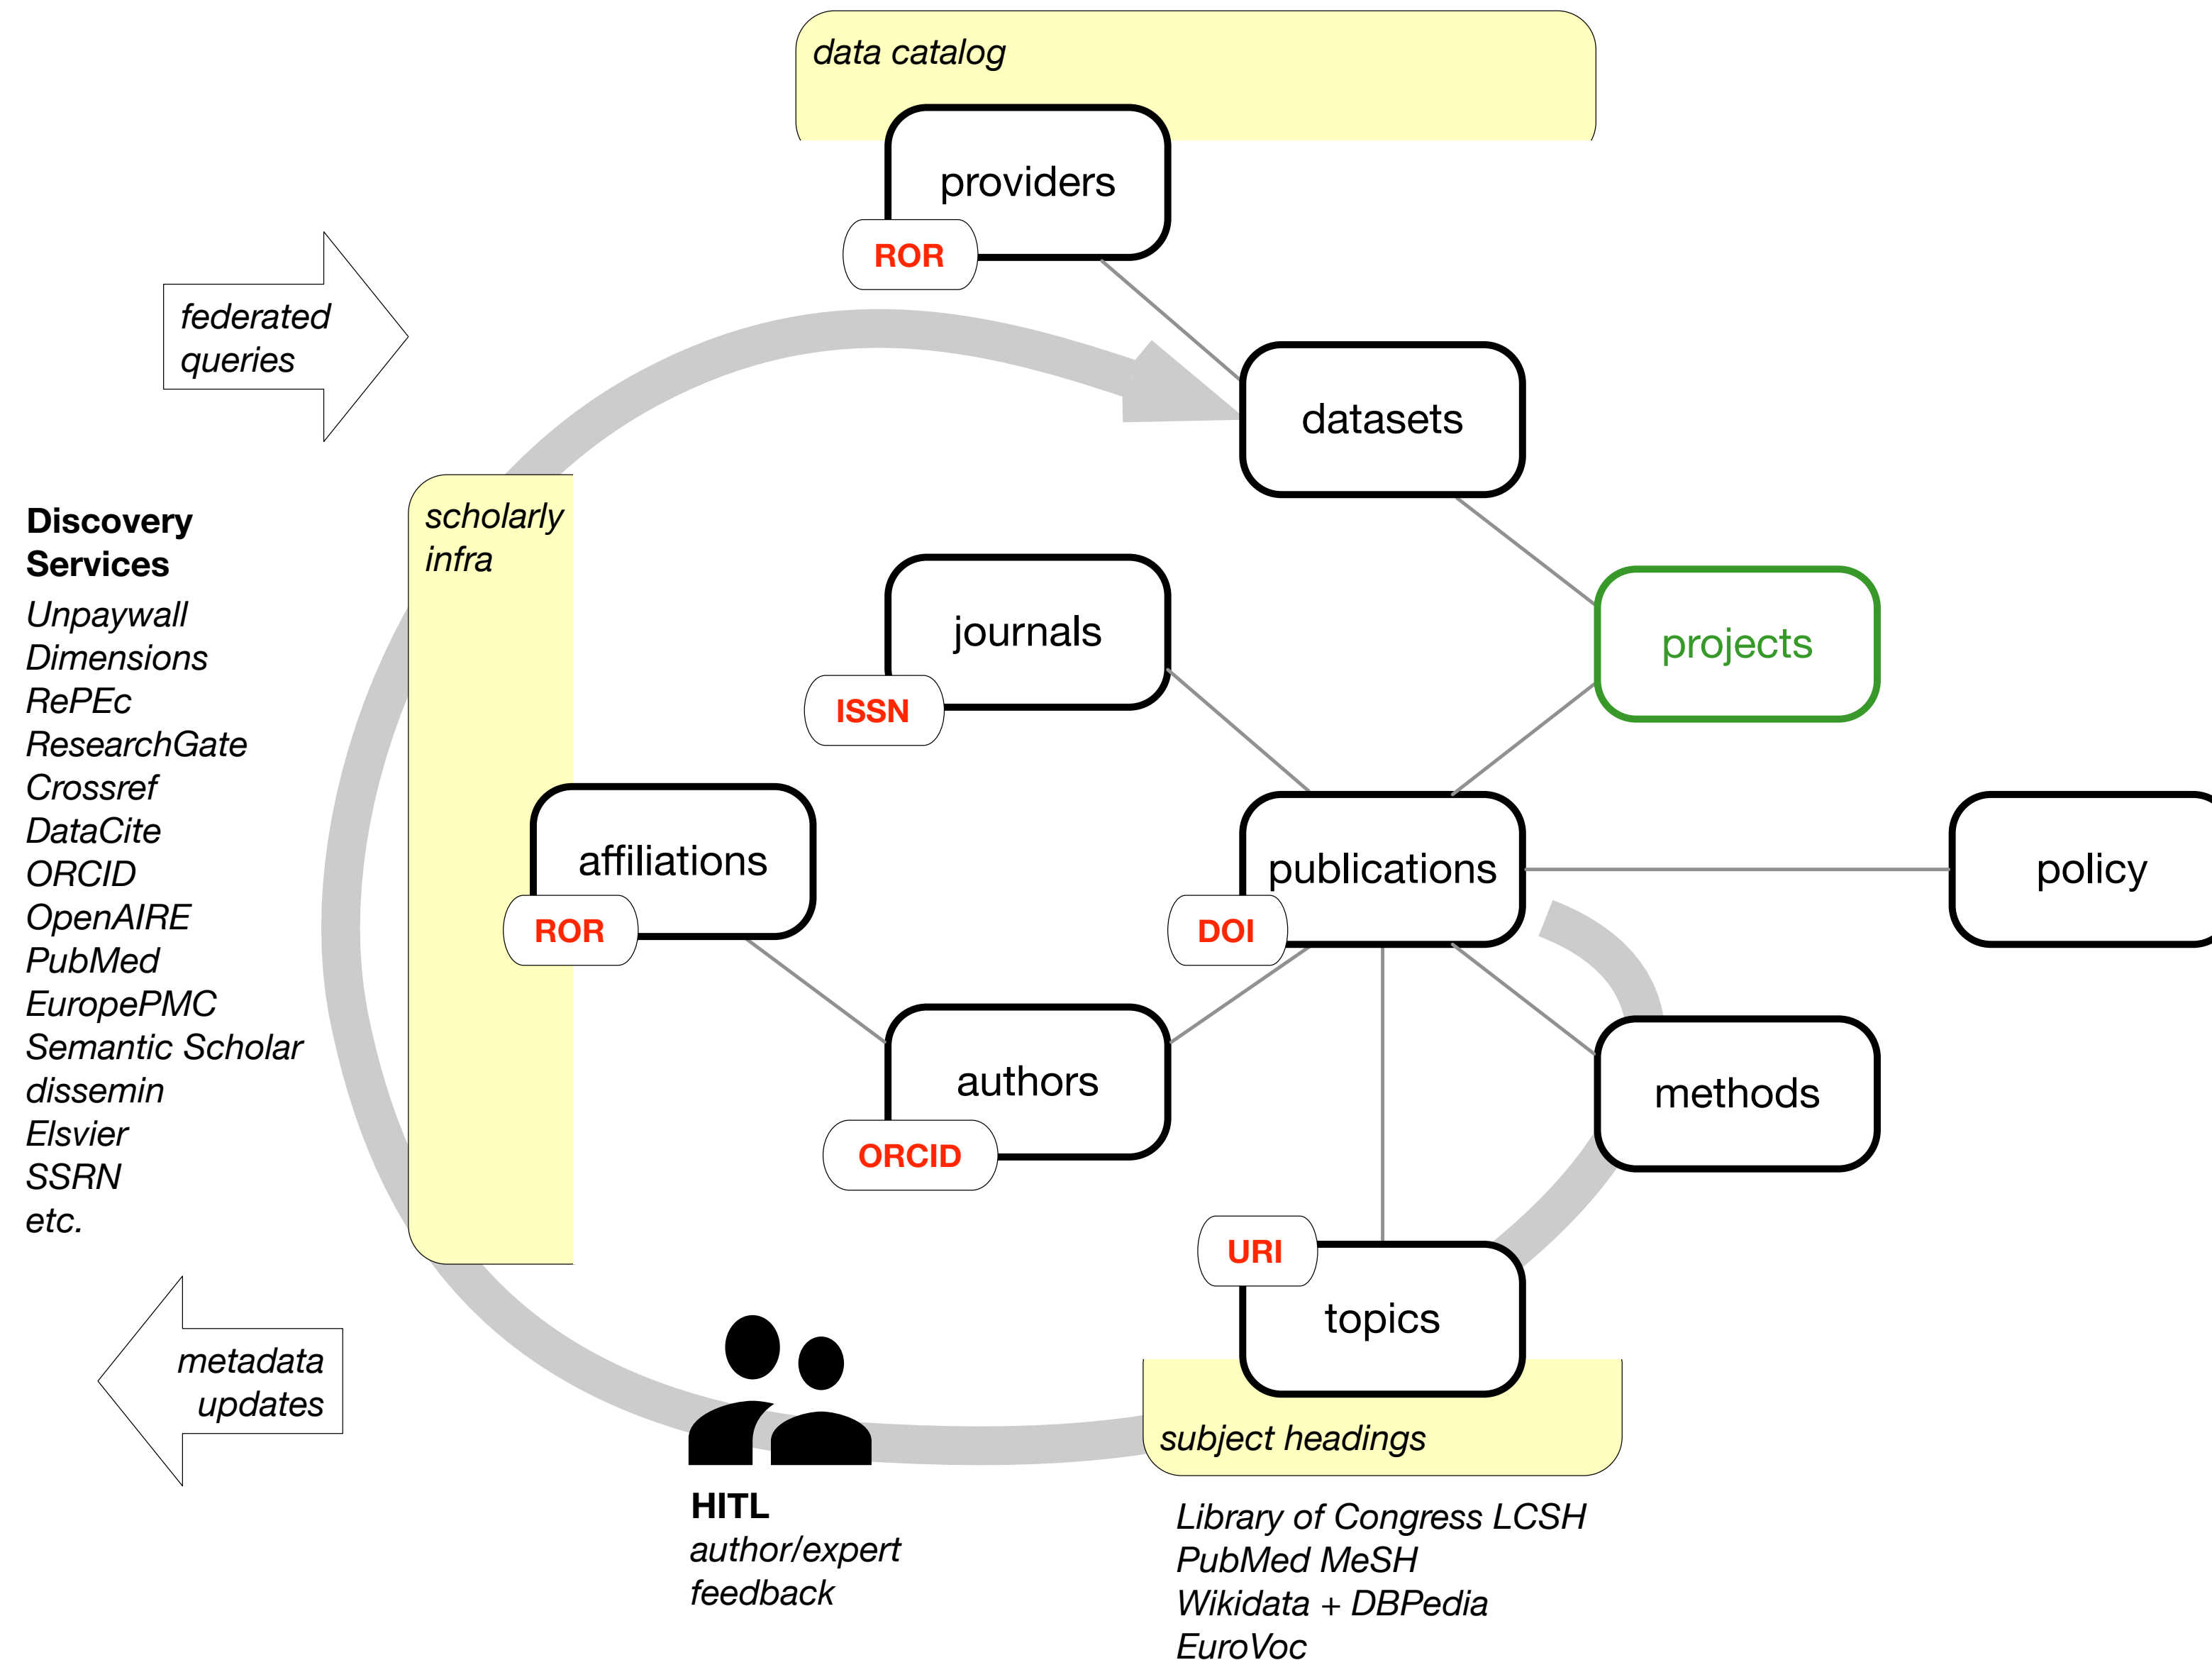 data catalog
providers
ROR
federated
queries
datasets
scholarly
infra
Discovery
Services
Unpaywall
Dimensions
RePEc
ResearchGate
Crossref
DataCite
ORCID
OpenAIRE
PubMed
EuropePMC
Semantic Scholar
dissemin
Elsvier
SSRN
etc.
journals
ISSN
projects
affiliations
ROR
publications
DOI
policy
authors
ORCID
methods
URI
topics
subject headings
metadata
updates
HITL
author/expert
feedback
Library of Congress LCSH
PubMed MeSH
Wikidata + DBPedia
EuroVoc